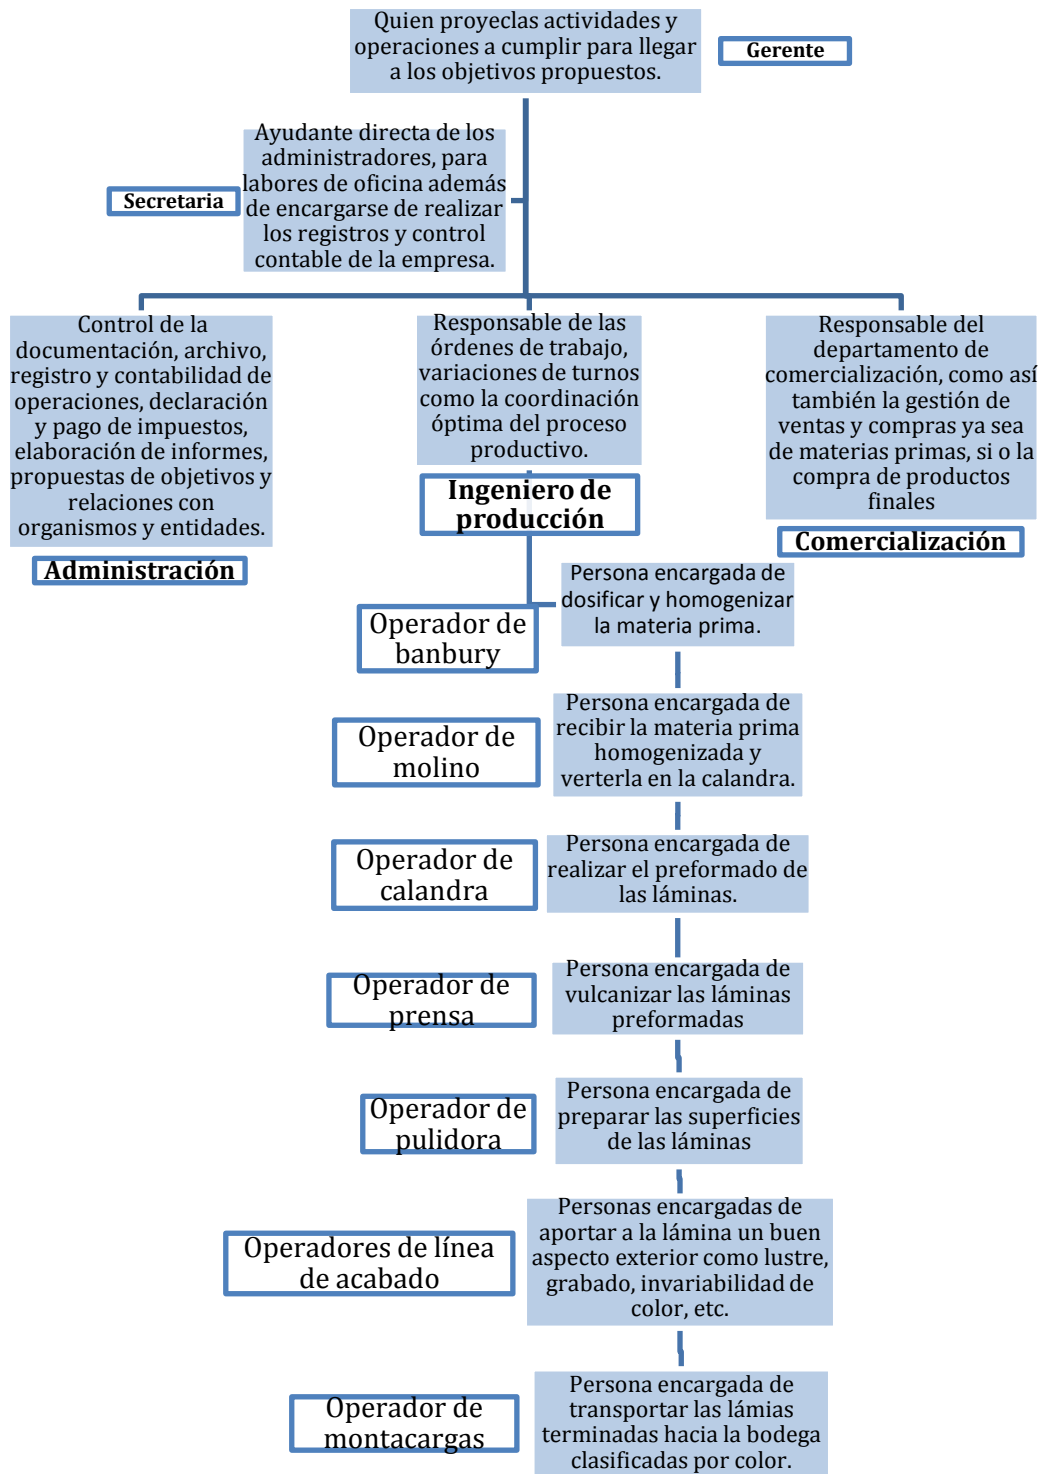 Quien proyeclas actividades y
operaciones a cumplir para llegar
a los objetivos propuestos.
Gerente
Ayudante directa de los
administradores, para
labores de oficina además
de encargarse de realizar
los registros y control
contable de la empresa.
Secretaria
Control de la
documentación, archivo,
registro y contabilidad de
operaciones, declaración
y pago de impuestos,
elaboración de informes,
propuestas de objetivos y
relaciones con
organismos y entidades.
Administración
Responsable de las
órdenes de trabajo,
variaciones de turnos
como la coordinación
óptima del proceso
productivo.
Ingeniero de
producción
Responsable del
departamento de
comercialización, como así
también la gestión de
ventas y compras ya sea
de materias primas, si o la
compra de productos
finales
Comercialización
Persona encargada de
dosificar y homogenizar
la materia prima.
Operador de
banbury
Persona encargada de
recibir la materia prima
homogenizada y
verterla en la calandra.
Operador de
molino
Persona encargada de
realizar el preformado de
las láminas.
Operador de
calandra
Persona encargada de
vulcanizar las láminas
preformadas
Operador de
prensa
Persona encargada de
preparar las superficies
de las láminas
Operador de
pulidora
Personas encargadas de
aportar a la lámina un buen
aspecto exterior como lustre,
grabado, invariabilidad de
color, etc.
Operadores de línea
de acabado
Persona encargada de
transportar las lámias
terminadas hacia la bodega
clasificadas por color.
Operador de
montacargas